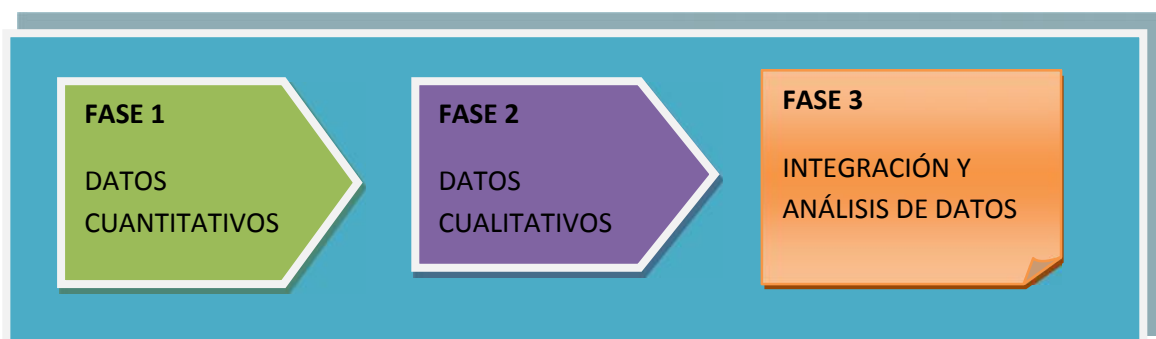 FASE 1
DATOS
CUANTITATIVOS
FASE 2
DATOS
CUALITATIVOS
FASE 3
INTEGRACIÓN Y
ANÁLISIS DE DATOS